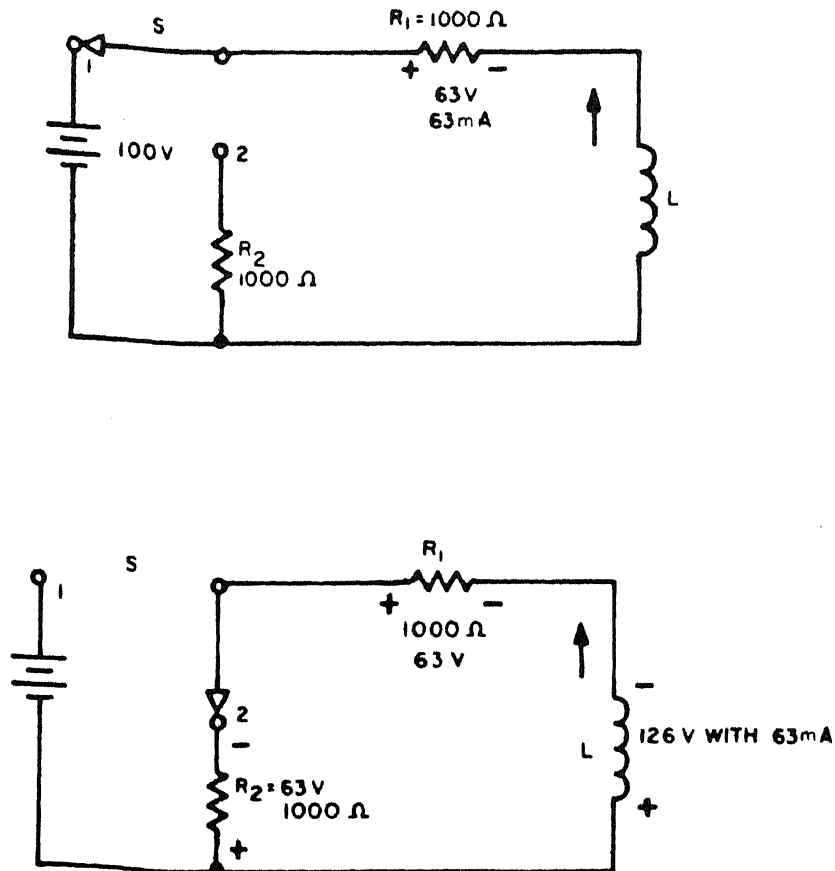 S
R1 = 1000 Ω
1
+ −
63 V
63 mA
100 V
2
R2
1000 Ω
L
S
1
R1
+ −
1000 Ω
63 V
2
−
−
L
126 V WITH 63 mA
R2 = 63 V
1000 Ω
+
+